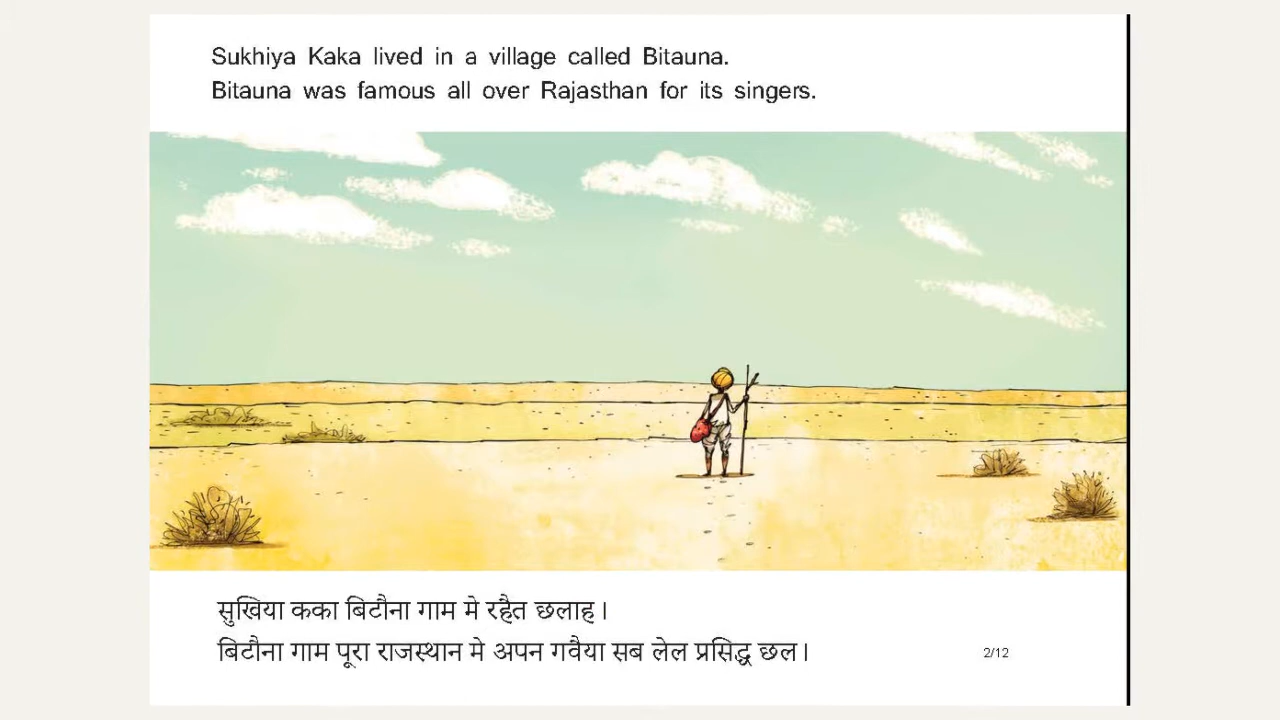 Sukhiya Kaka lived in a village called Bitauna.
Bitauna was famous all over Rajasthan for its singers.
सुखिया कका बिटौना गाम मे रहैत छलाह।
बिटौना गाम पूरा राजस्थान मे अपन गवैया सब लेल प्रसिद्ध छल।
2/12